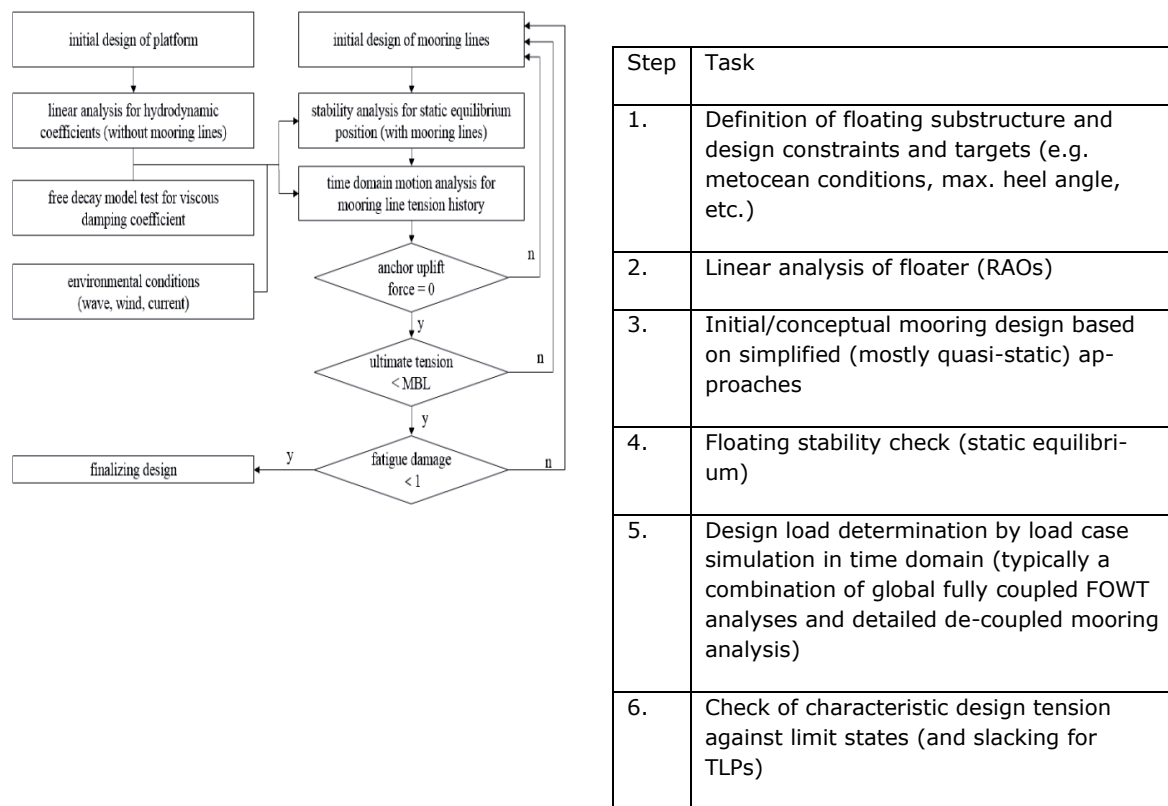 initial design of platform
linear analysis for hydrodynamic
coefficients (without mooring lines)
free decay model test for viscous
damping coefficient
environmental conditions
(wave, wind, current)
initial design of mooring lines
stability analysis for static equilibrium
position (with mooring lines)
time domain motion analysis for
mooring line tension history
anchor uplift
force = 0
n
y
ultimate tension
< MBL
n
y
fatigue damage
< 1
n
y
finalizing design
Step Task
1. Definition of floating substructure and
design constraints and targets (e.g.
metocean conditions, max. heel angle,
etc.)
2. Linear analysis of floater (RAOs)
3. Initial/conceptual mooring design based
on simplified (mostly quasi-static) ap-
proaches
4. Floating stability check (static equilibri-
um)
5. Design load determination by load case
simulation in time domain (typically a
combination of global fully coupled FOWT
analyses and detailed de-coupled mooring
analysis)
6. Check of characteristic design tension
against limit states (and slacking for
TLPs)